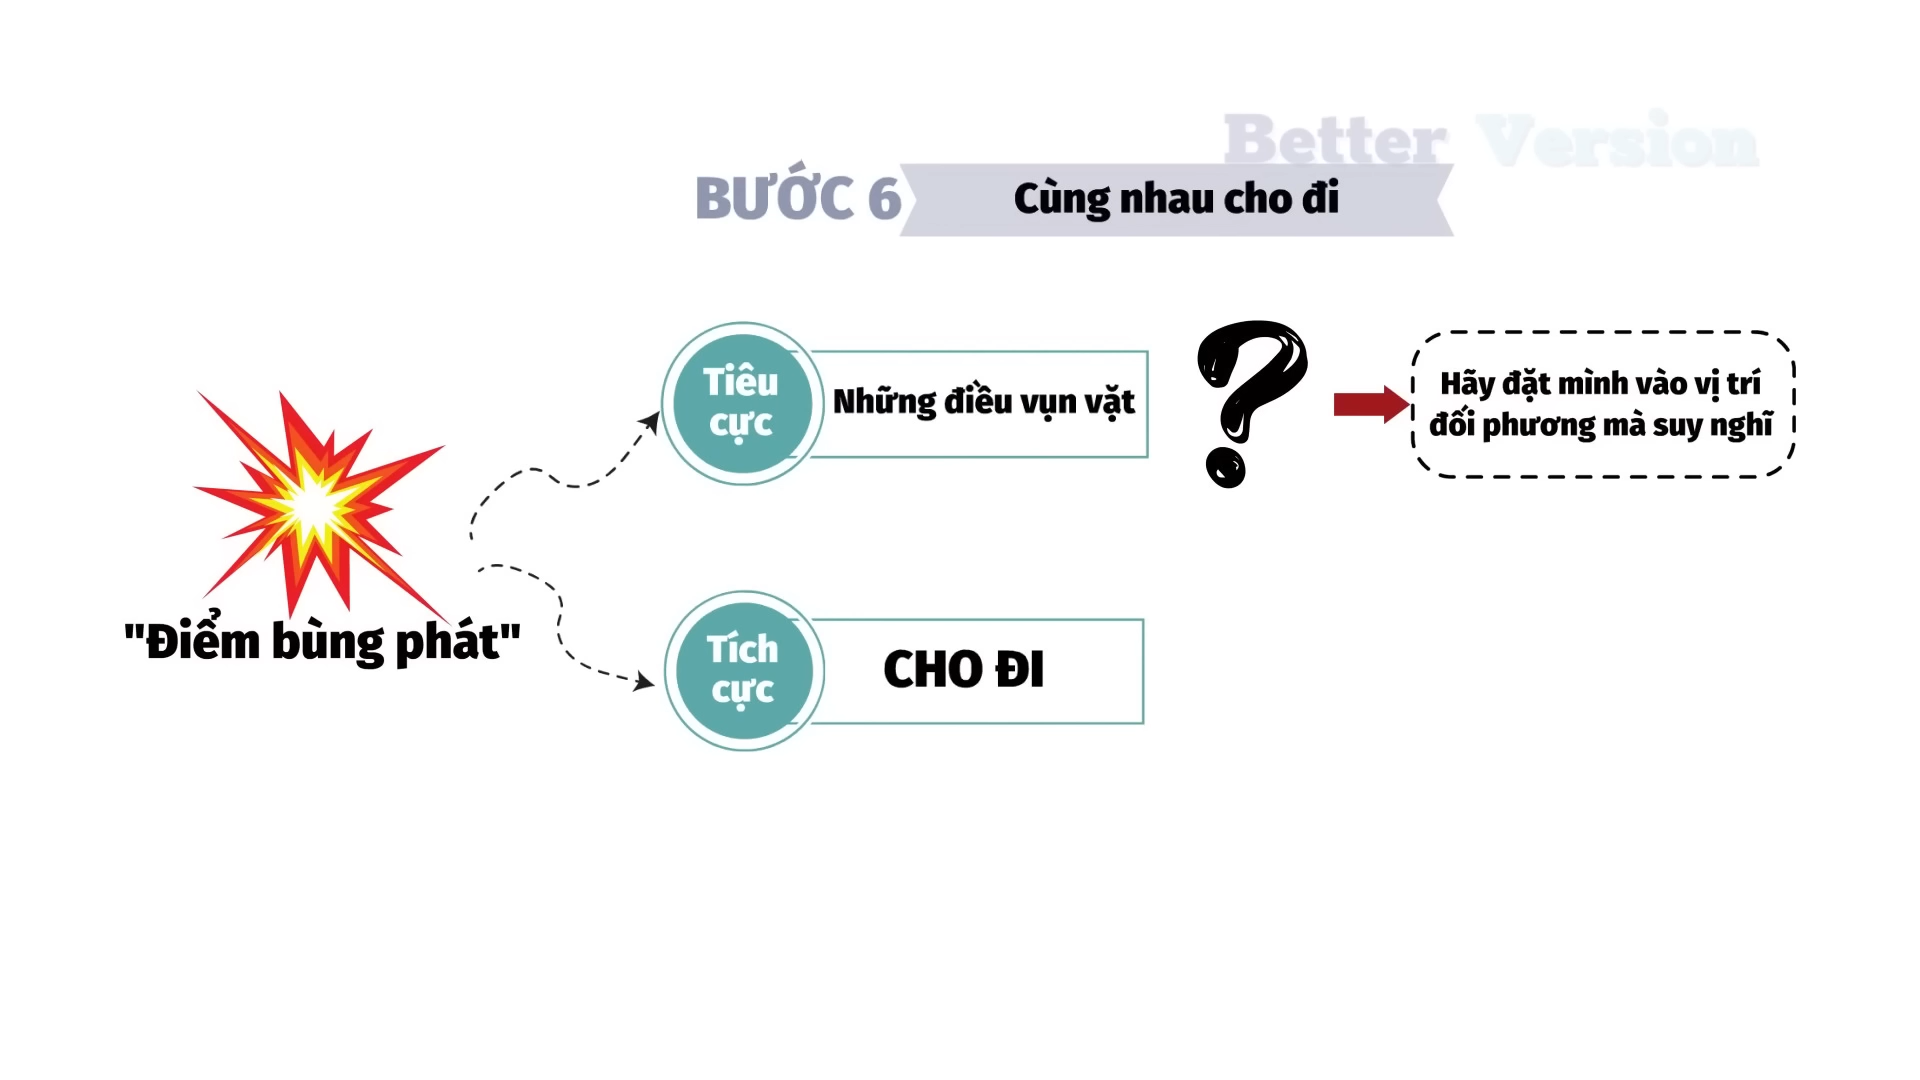 Better Version
BƯỚC 6
Cùng nhau cho đi
Tiêu
cực
Những điều vụn vặt
?
Hãy đặt mình vào vị trí
đối phương mà suy nghĩ
"Điểm bùng phát"
Tích
cực
CHO ĐI